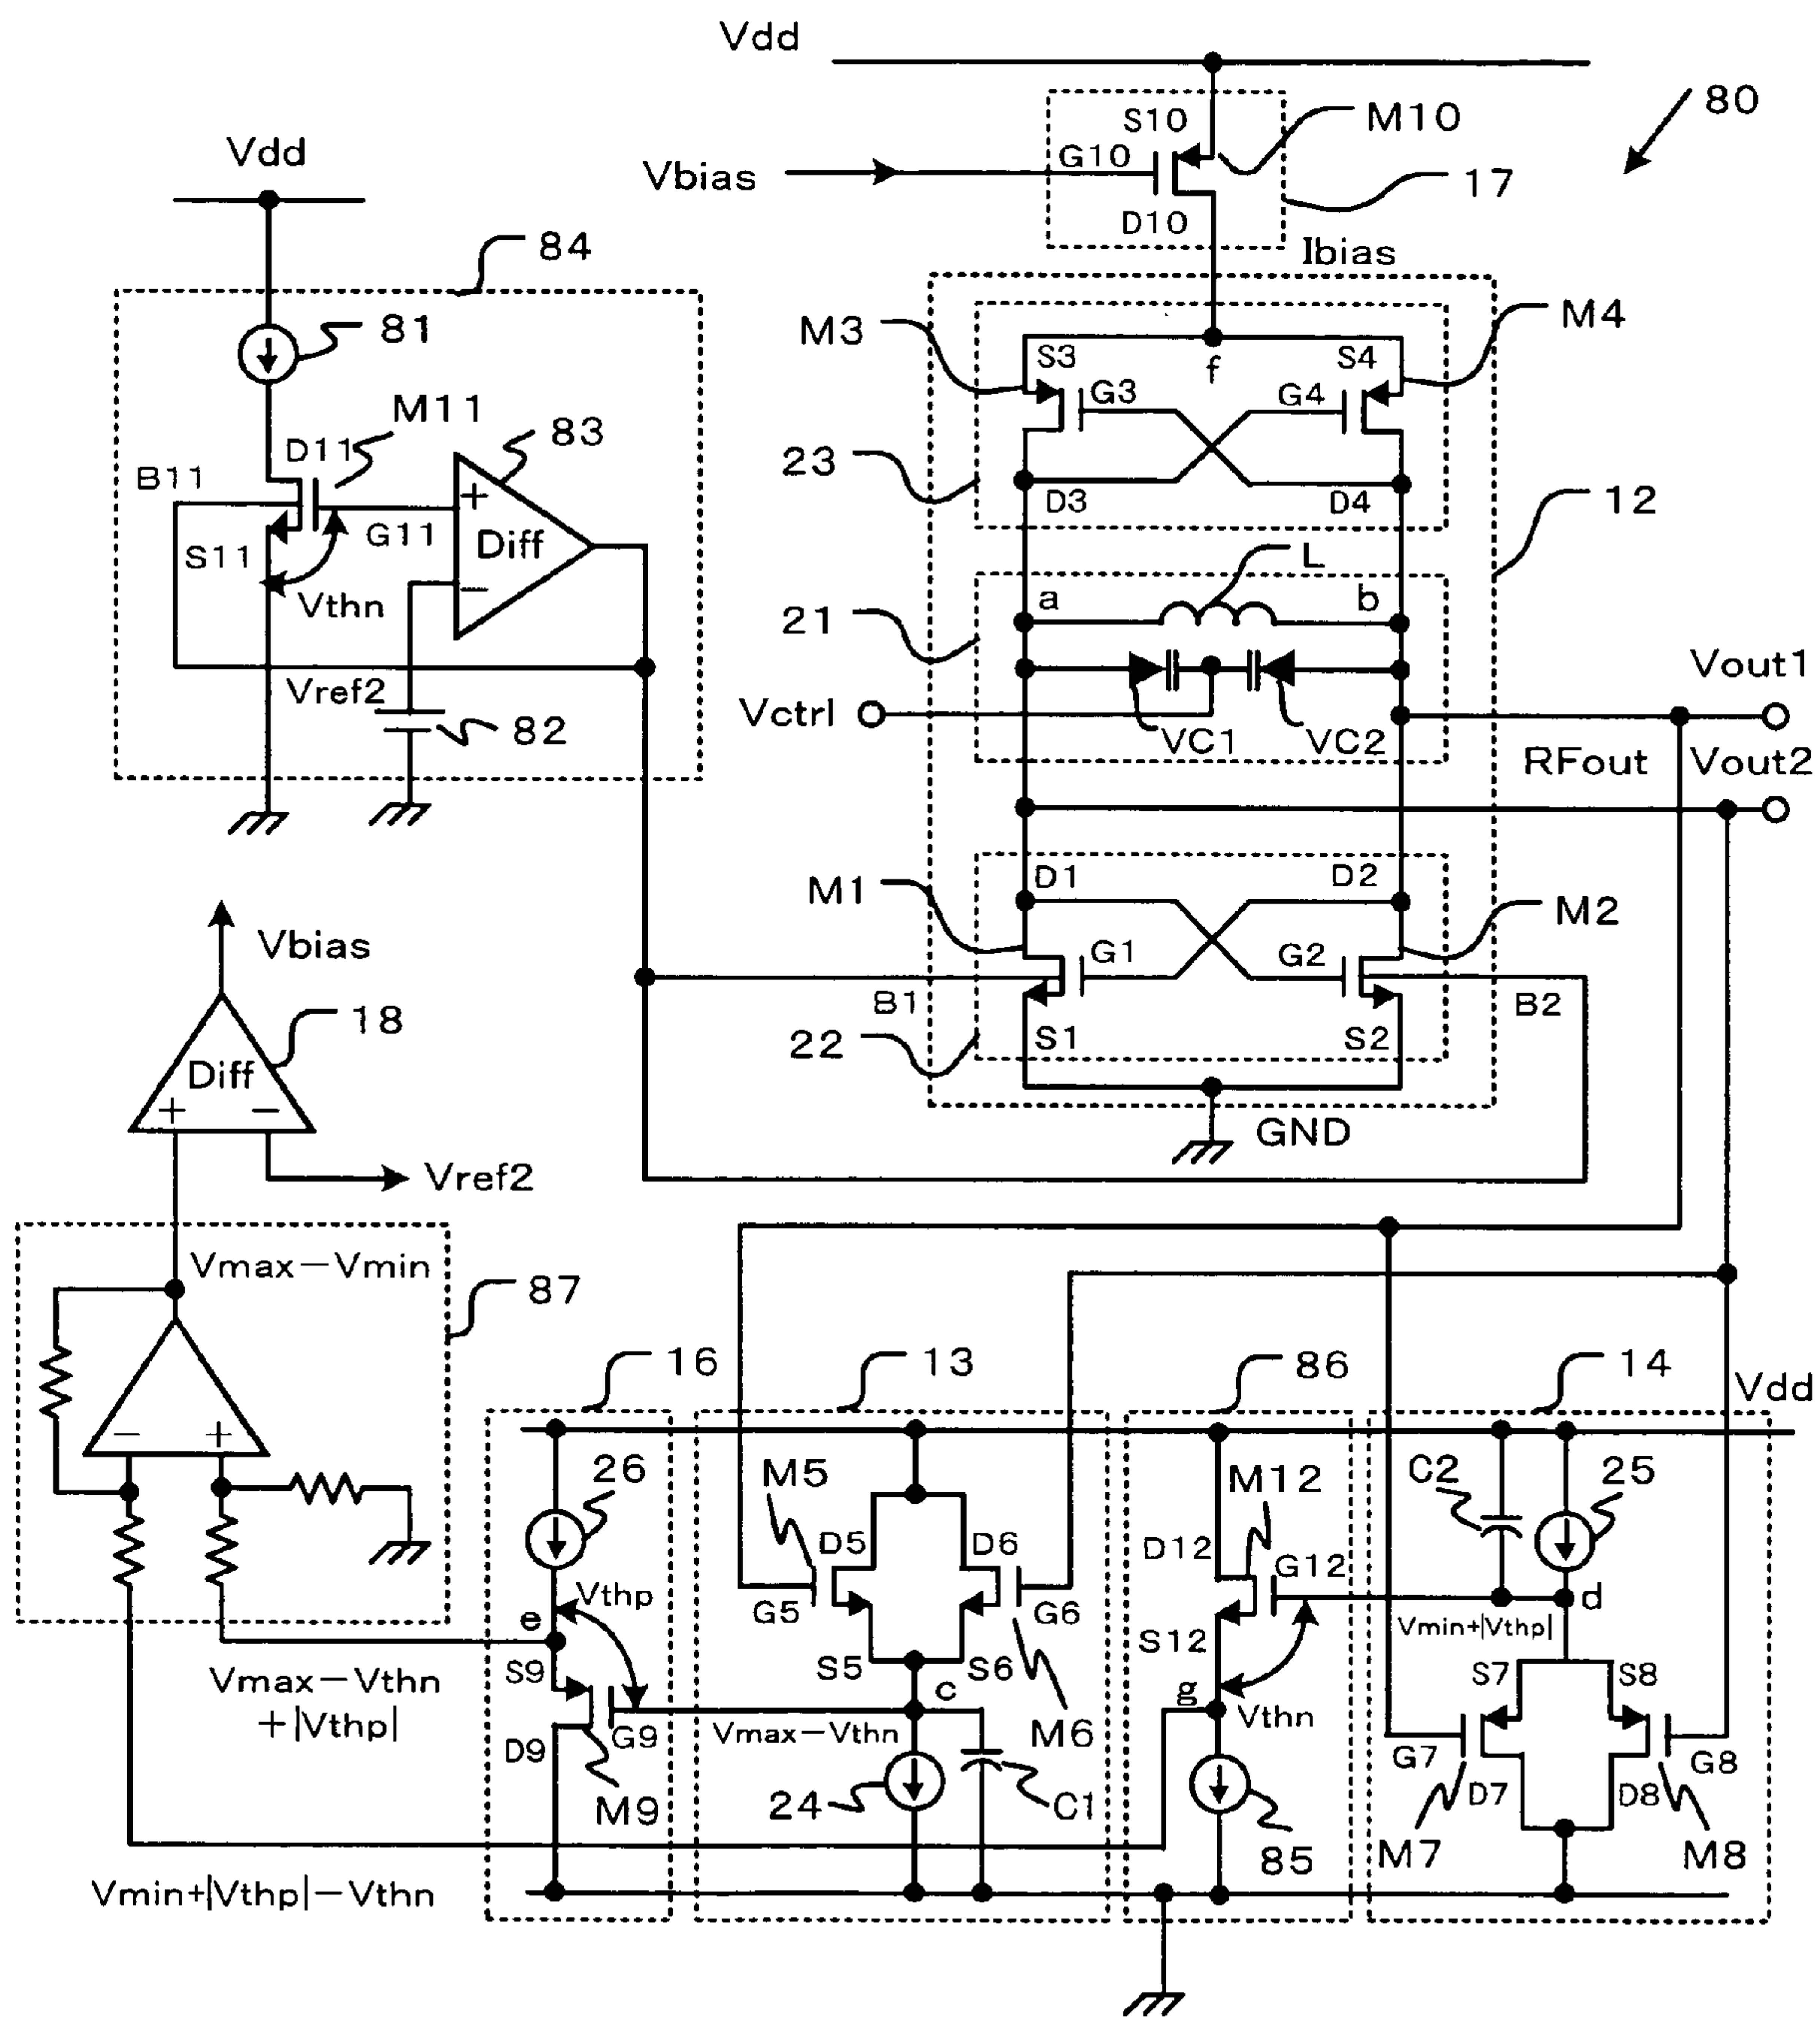 Vdd
80
S10
M10
Vdd
Vbias
G10
17
D10
84
Ibias
81
M3
M4
S3
f
S4
M11
G3
G4
D11
83
B11
23
+
D3
D4
12
S11
G11
Diff
L
Vthn
−
a
b
21
Vref2
Vout1
Vctrl
82
VC1
VC2
RFout
Vout2
M1
D1
D2
M2
Vbias
G1
G2
18
B1
B2
Diff
S1
S2
22
+
−
GND
Vref2
Vmax−Vmin
87
16
13
86
14
Vdd
−
+
26
M5
M12
C2
25
D5
D6
D12
G12
Vthp
G5
G6
d
e
Vmin+|Vthp|
S12
S9
S5
S6
S7
S8
Vmax−Vthn
+|Vthp|
c
g
G9
Vmax−Vthn
M6
Vthn
D9
G7
G8
24
M9
C1
D7
D8
85
M7
M8
Vmin+|Vthp|−Vthn